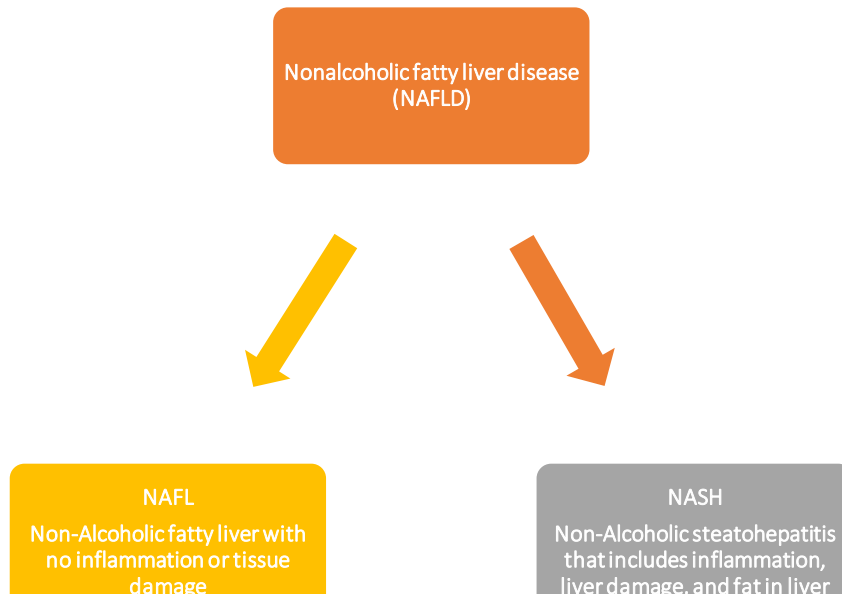 Nonalcoholic fatty liver disease
(NAFLD)
NAFL
Non-Alcoholic fatty liver with
no inflammation or tissue
damage
NASH
Non-Alcoholic steatohepatitis
that includes inflammation,
liver damage, and fat in liver